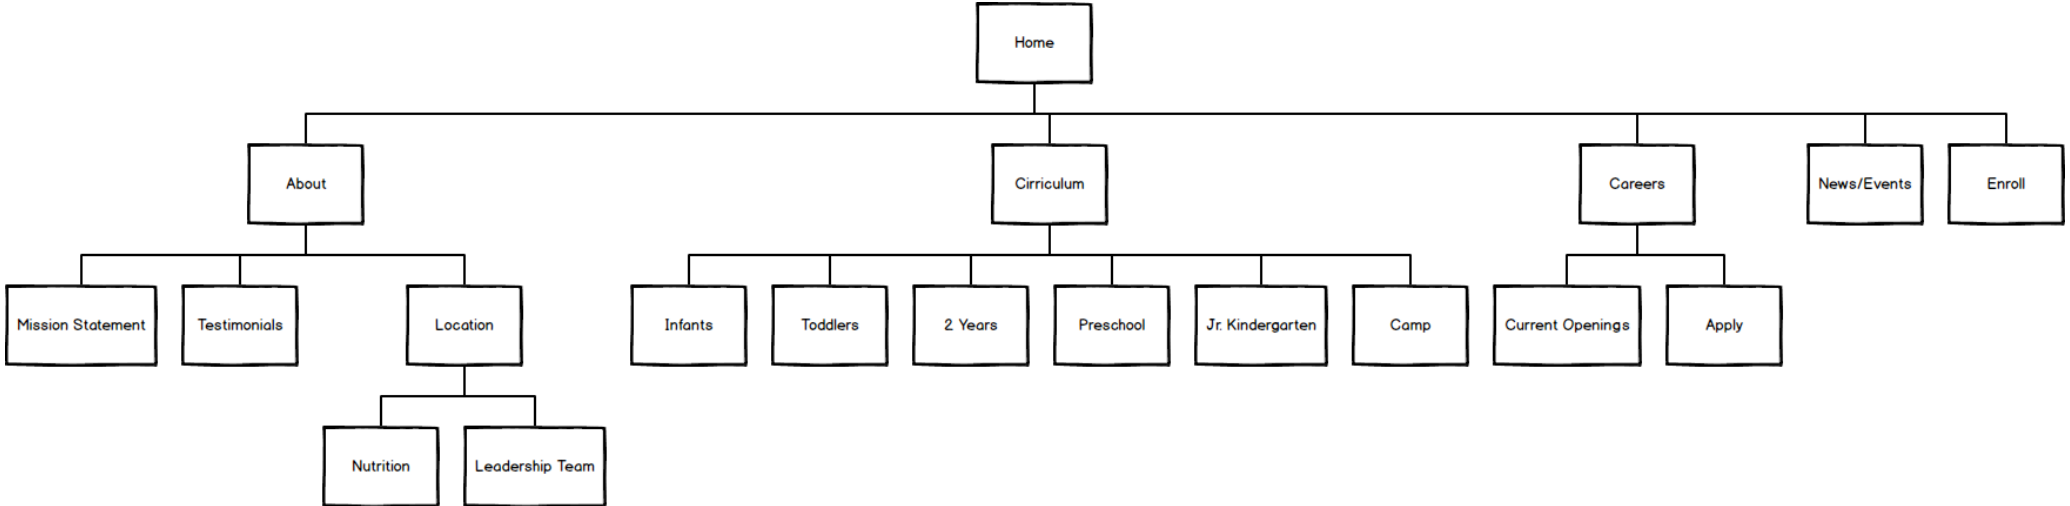 Home
About
Cirriculum
Careers
News/Events
Enroll
Mission Statement
Testimonials
Location
Infants
Toddlers
2 Years
Preschool
Jr. Kindergarten
Camp
Current Openings
Apply
Nutrition
Leadership Team